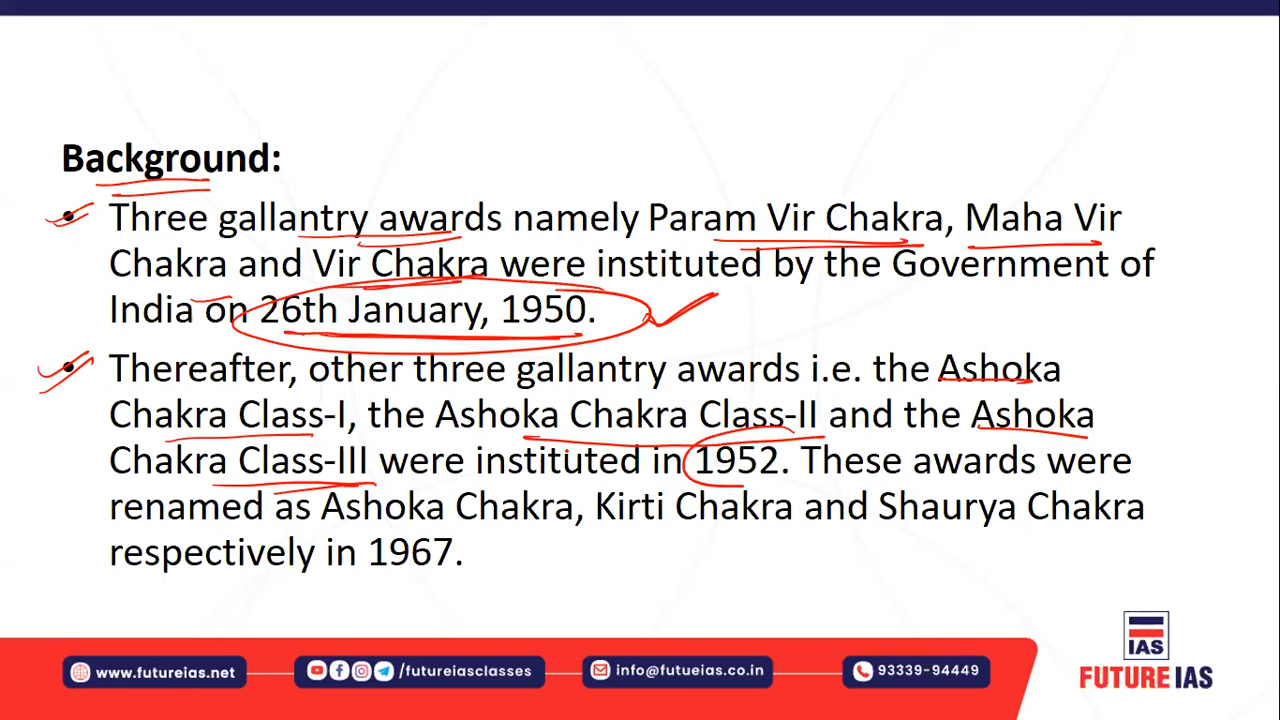 Background:
• Three gallantry awards namely Param Vir Chakra, Maha Vir
Chakra and Vir Chakra were instituted by the Government of
India on 26th January, 1950.
• Thereafter, other three gallantry awards i.e. the Ashoka
Chakra Class-I, the Ashoka Chakra Class-II and the Ashoka
Chakra Class-III were instituted in 1952. These awards were
renamed as Ashoka Chakra, Kirti Chakra and Shaurya Chakra
respectively in 1967.
IAS
www.futureias.net /futureiasclasses info@futueias.co.in 93339-94449 FUTURE IAS